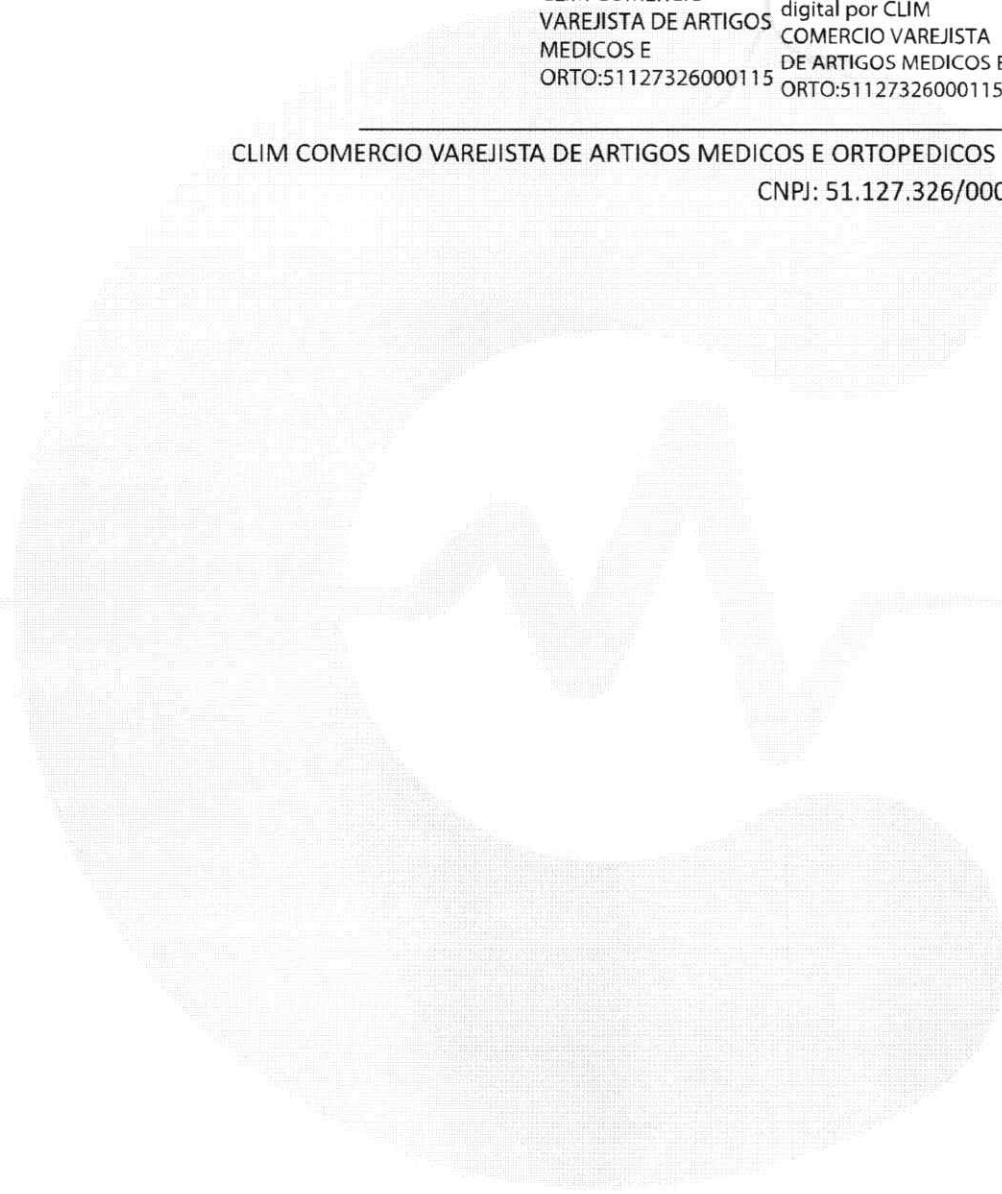 VAREJISTA DE ARTIGOS
MEDICOS E
ORTO:51127326000115
digital por CLIM
COMERCIO VAREJISTA
DE ARTIGOS MEDICOS E
ORTO:51127326000115
CLIM COMERCIO VAREJISTA DE ARTIGOS MEDICOS E ORTOPEDICOS
CNPJ: 51.127.326/000